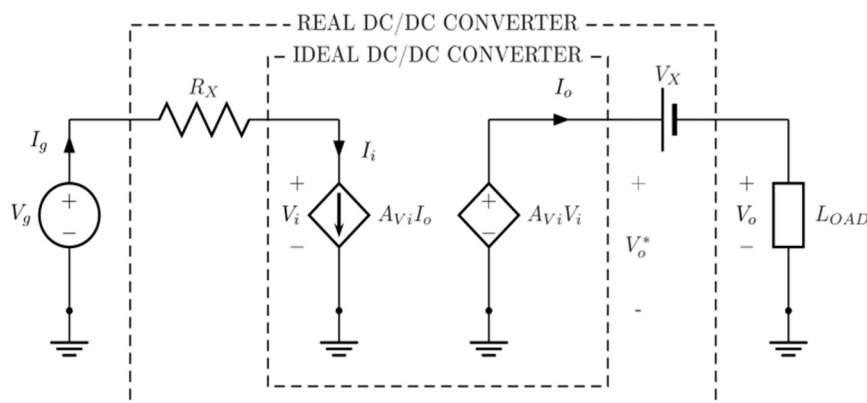 REAL DC/DC CONVERTER
IDEAL DC/DC CONVERTER
R_X
I_o
V_X
I_g
I_i
V_g
+
−
+
V_i
−
A_{Vi}I_o
+
−
A_{Vi}V_i
+
V_o^*
-
+
V_o
−
L_{OAD}